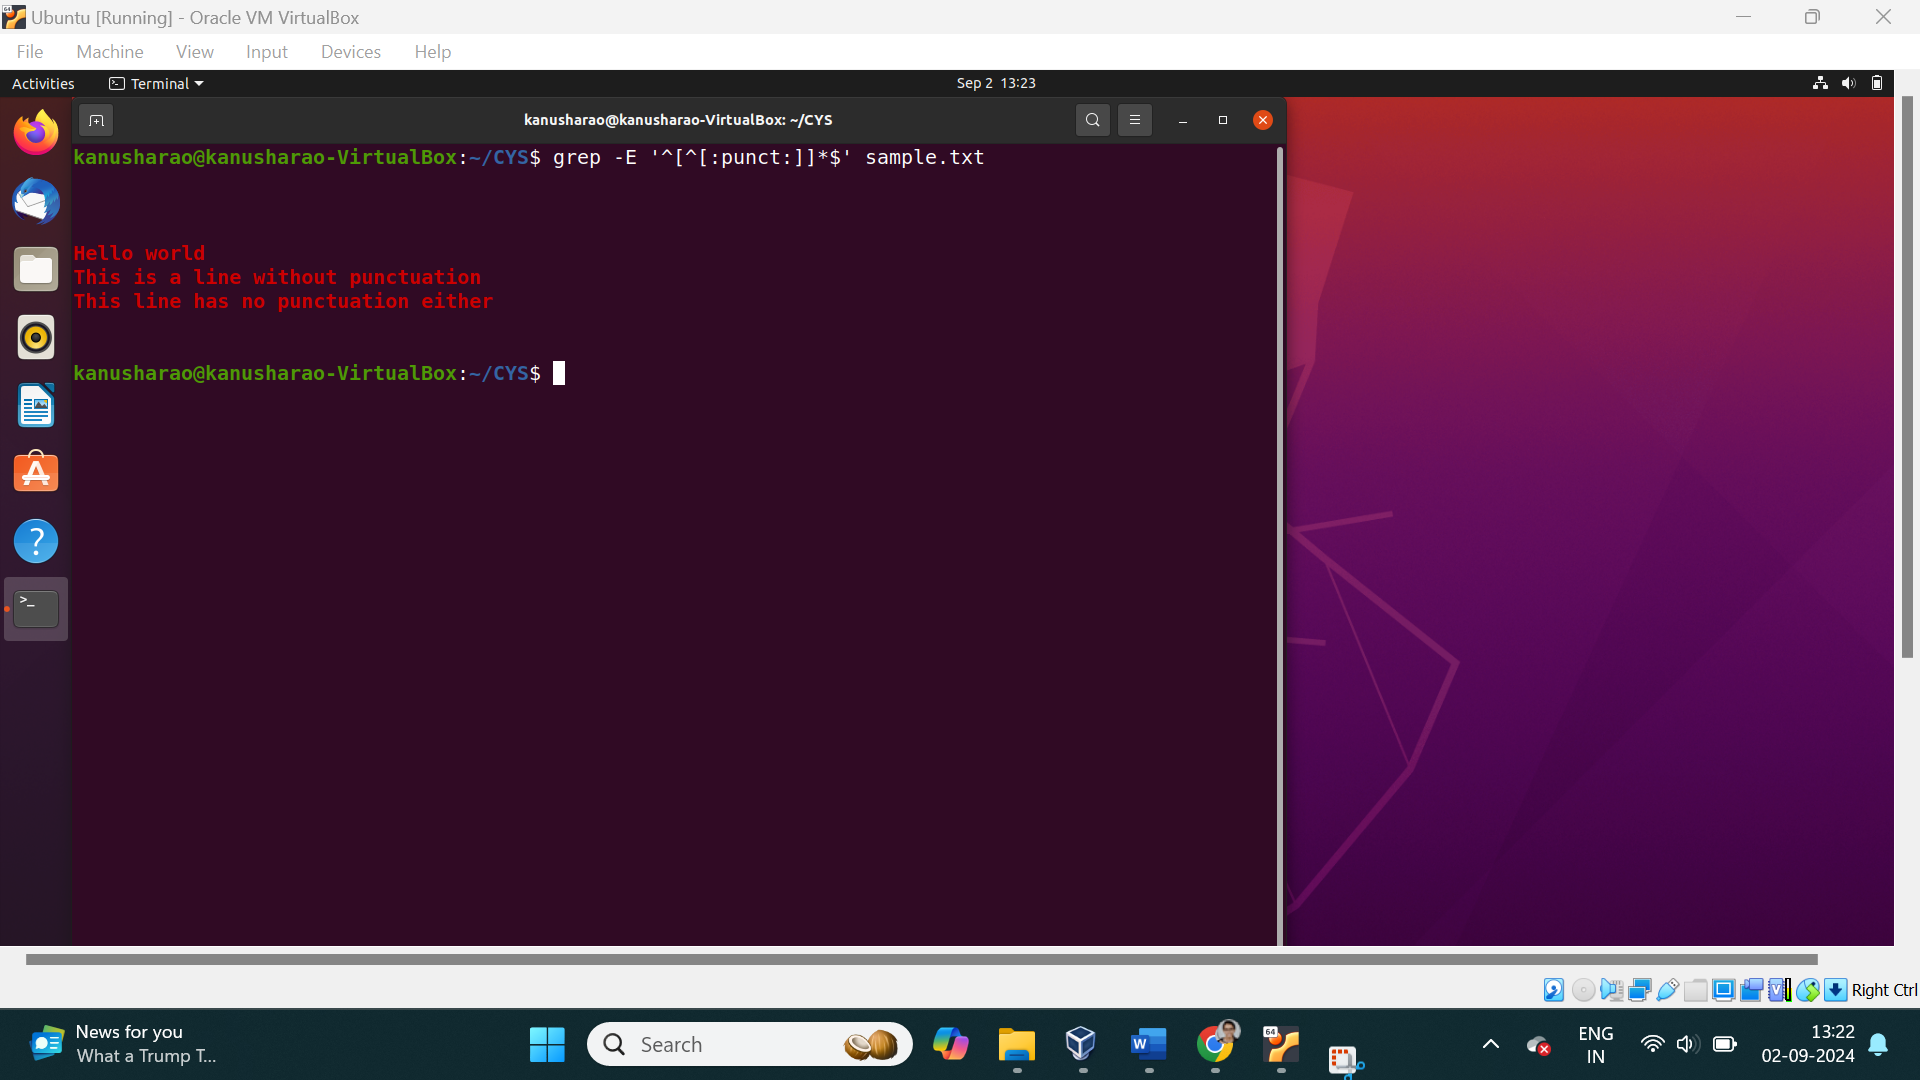 Ubuntu [Running] - Oracle VM VirtualBox
File Machine View Input Devices Help
Activities Terminal Sep 2 13:23
kanusharao@kanusharao-VirtualBox: ~/CYS
kanusharao@kanusharao-VirtualBox:~/CYS$ grep -E '^[^[:punct:]]*$' sample.txt
Hello world
This is a line without punctuation
This line has no punctuation either
kanusharao@kanusharao-VirtualBox:~/CYS$
Right Ctrl
News for you
What a Trump T...
Search
ENG
IN
13:22
02-09-2024